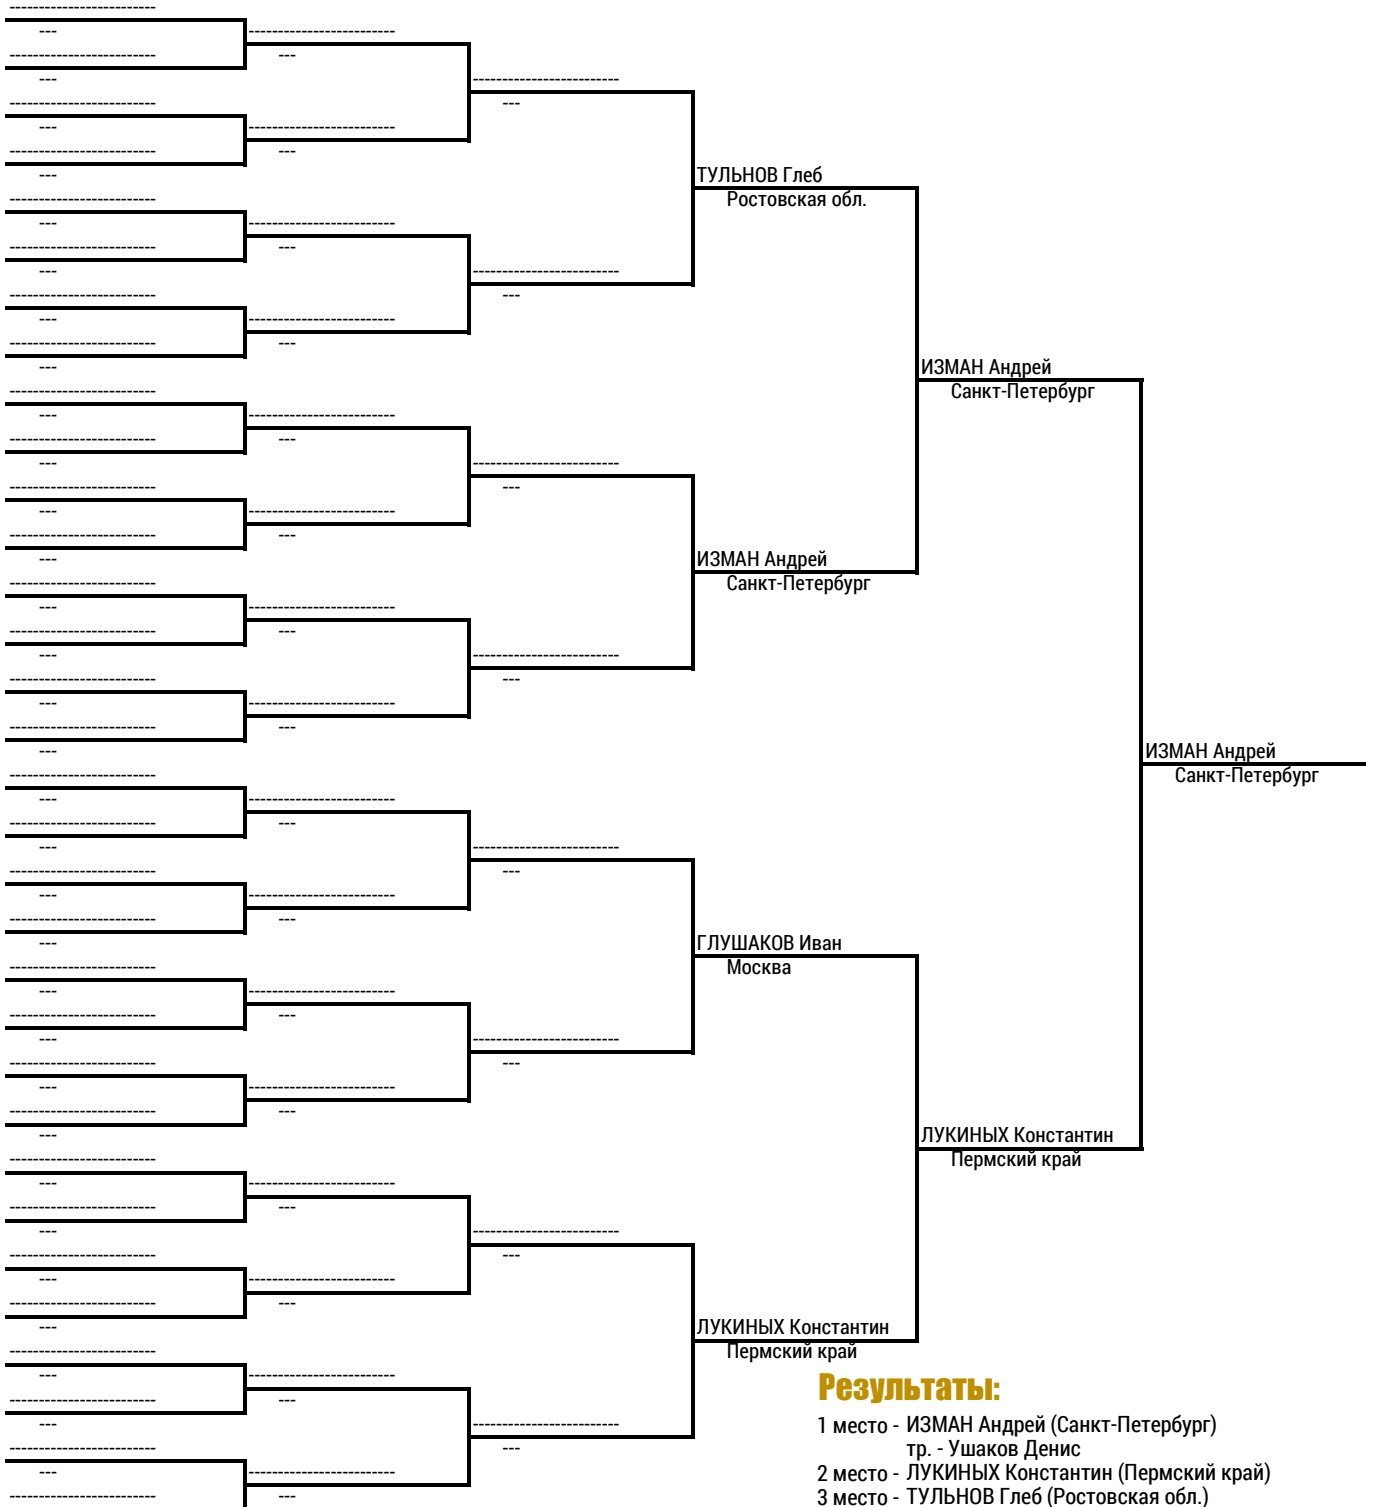 ТУЛЬНОВ Глеб
Ростовская обл.
ИЗМАН Андрей
Санкт-Петербург
ИЗМАН Андрей
Санкт-Петербург
ИЗМАН Андрей
Санкт-Петербург
ГЛУШАКОВ Иван
Москва
ЛУКИНЫХ Константин
Пермский край
ЛУКИНЫХ Константин
Пермский край
Результаты:
1 место - ИЗМАН Андрей (Санкт-Петербург)
тр. - Ушаков Денис
2 место - ЛУКИНЫХ Константин (Пермский край)
3 место - ТУЛЬНОВ Глеб (Ростовская обл.)